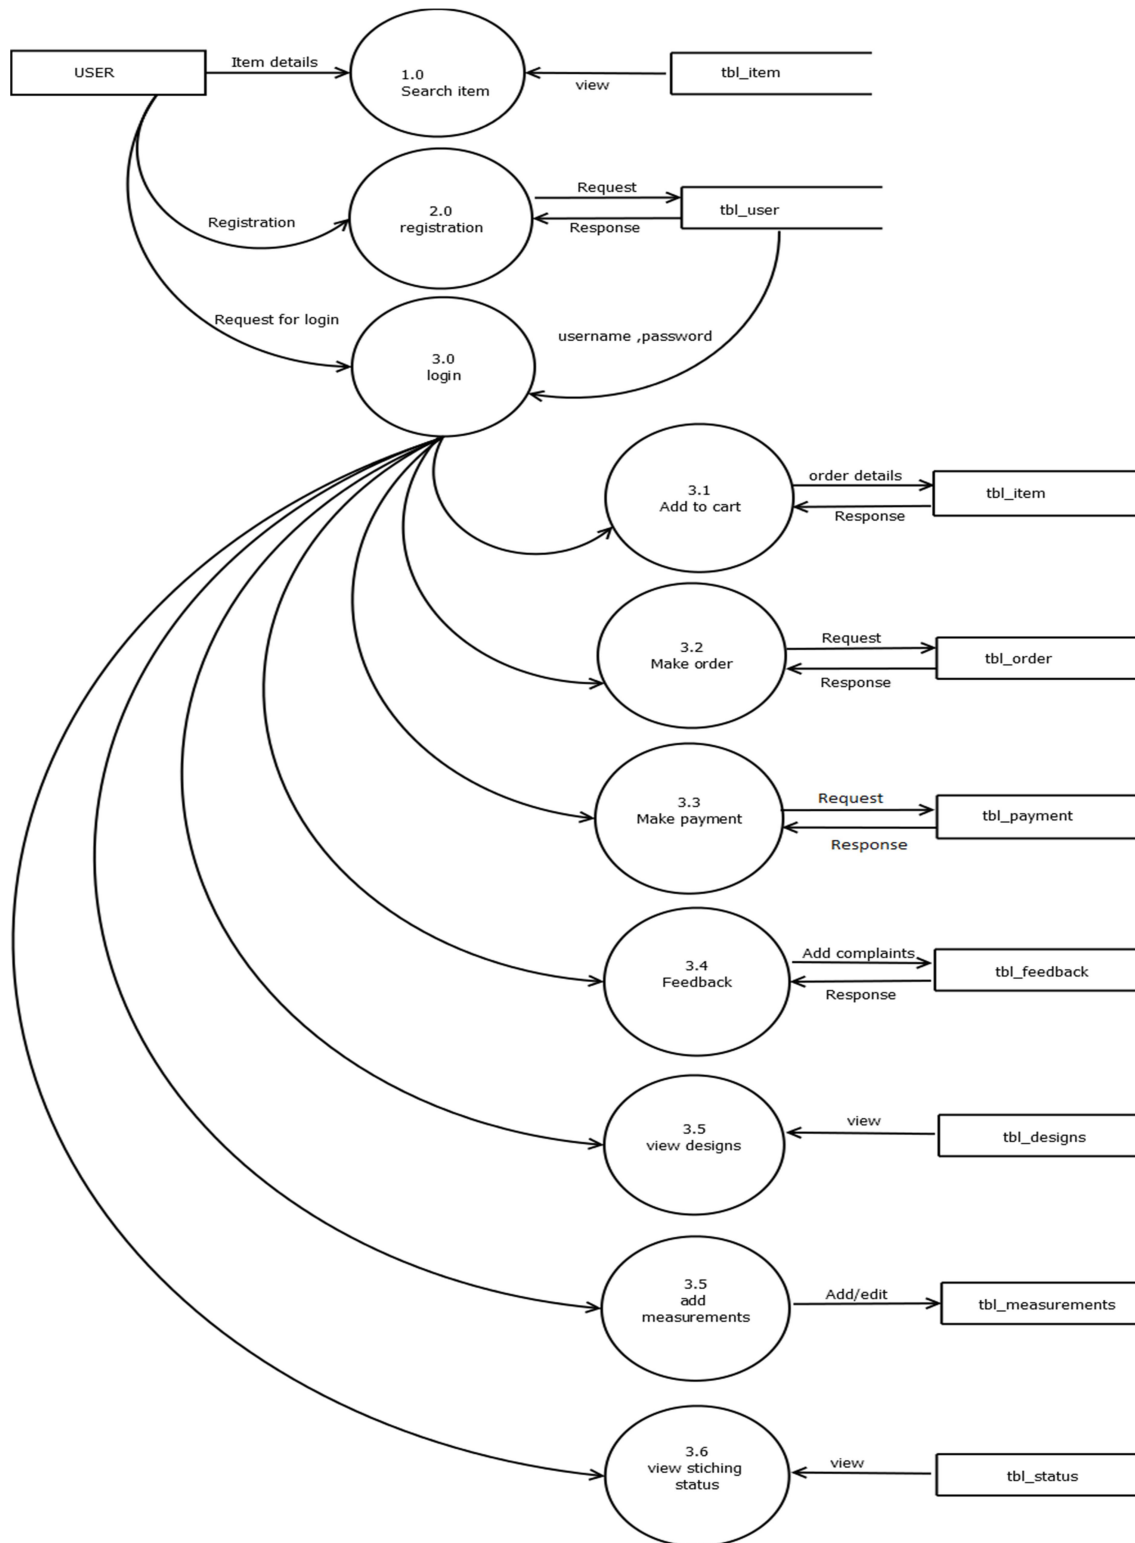 USER
Item details
1.0
Search item
view
tbl_item
Registration
2.0
registration
Request
Response
tbl_user
Request for login
3.0
login
username ,password
3.1
Add to cart
order details
Response
tbl_item
3.2
Make order
Request
Response
tbl_order
3.3
Make payment
Request
Response
tbl_payment
3.4
Feedback
Add complaints
Response
tbl_feedback
3.5
view designs
view
tbl_designs
3.5
add
measurements
Add/edit
tbl_measurements
3.6
view stiching
status
view
tbl_status